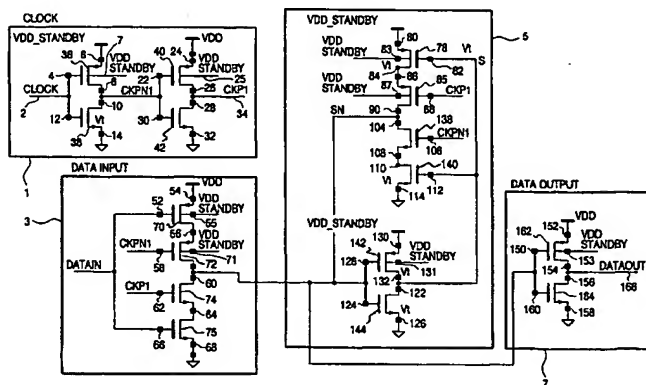 CLOCK
VDD_STANDBY
38 6 7
VDD
STANDBY
4
8
CLOCK
2
10
CKPN1
12
Vt
36
14
VDD
24
40
VDD
STANDBY
22
25
26
CKP1
28
34
30
42
32
1
DATA INPUT
3
54
VDD
52
VDD
STANDBY
70
55
56
VDD
STANDBY
CKPN1
71
58
72
DATAIN
60
CKP1
74
62
64
75
66
68
VDD_STANDBY
5
80
VDD
STANDBY
83
78
Vt
Vt
82
S
84
86
VDD
STANDBY
85
CKP1
87
88
SN
90
104
138
CKPN1
106
108
140
110
Vt
112
114
VDD_STANDBY
142
130
VDD
STANDBY
128
131
132
Vt
122
124
Vt
144
126
DATA OUTPUT
VDD
162
152
150
VDD
STANDBY
153
154
DATAOUT
156
168
164
160
158
7